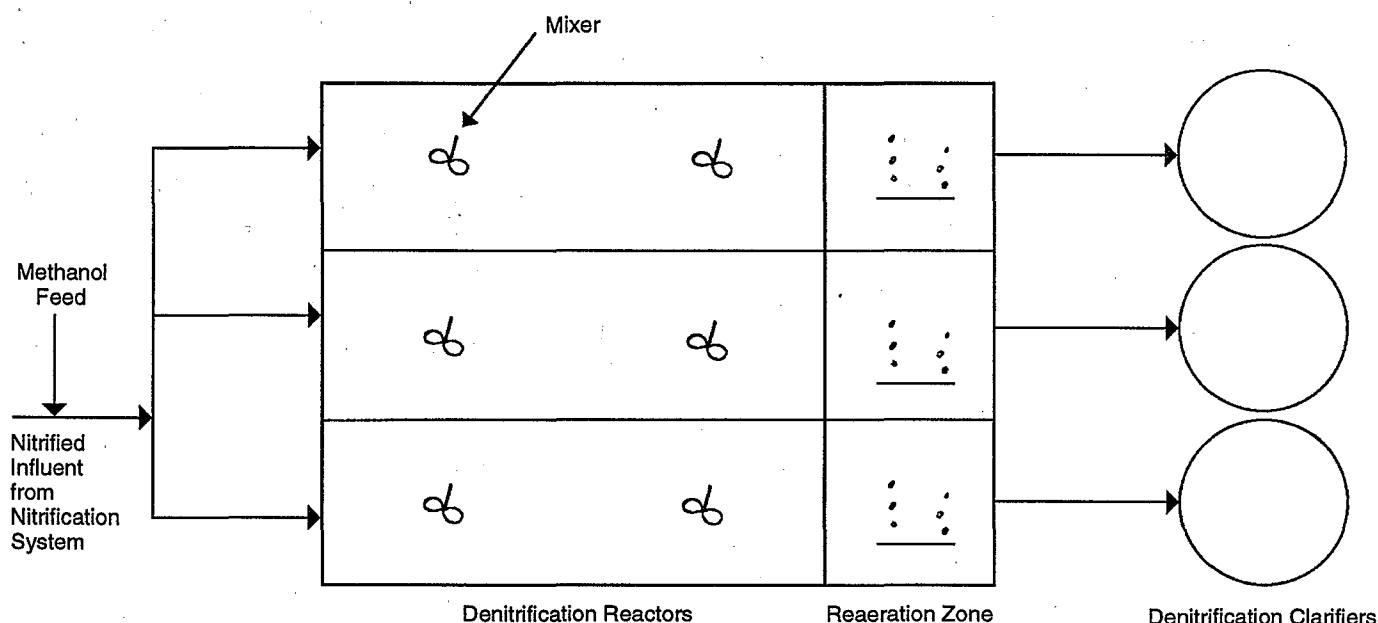 Mixer
Methanol
Feed
Nitrified
Influent
from
Nitrification
System
Denitrification Reactors
Reaeration Zone
Denitrification Clarifiers